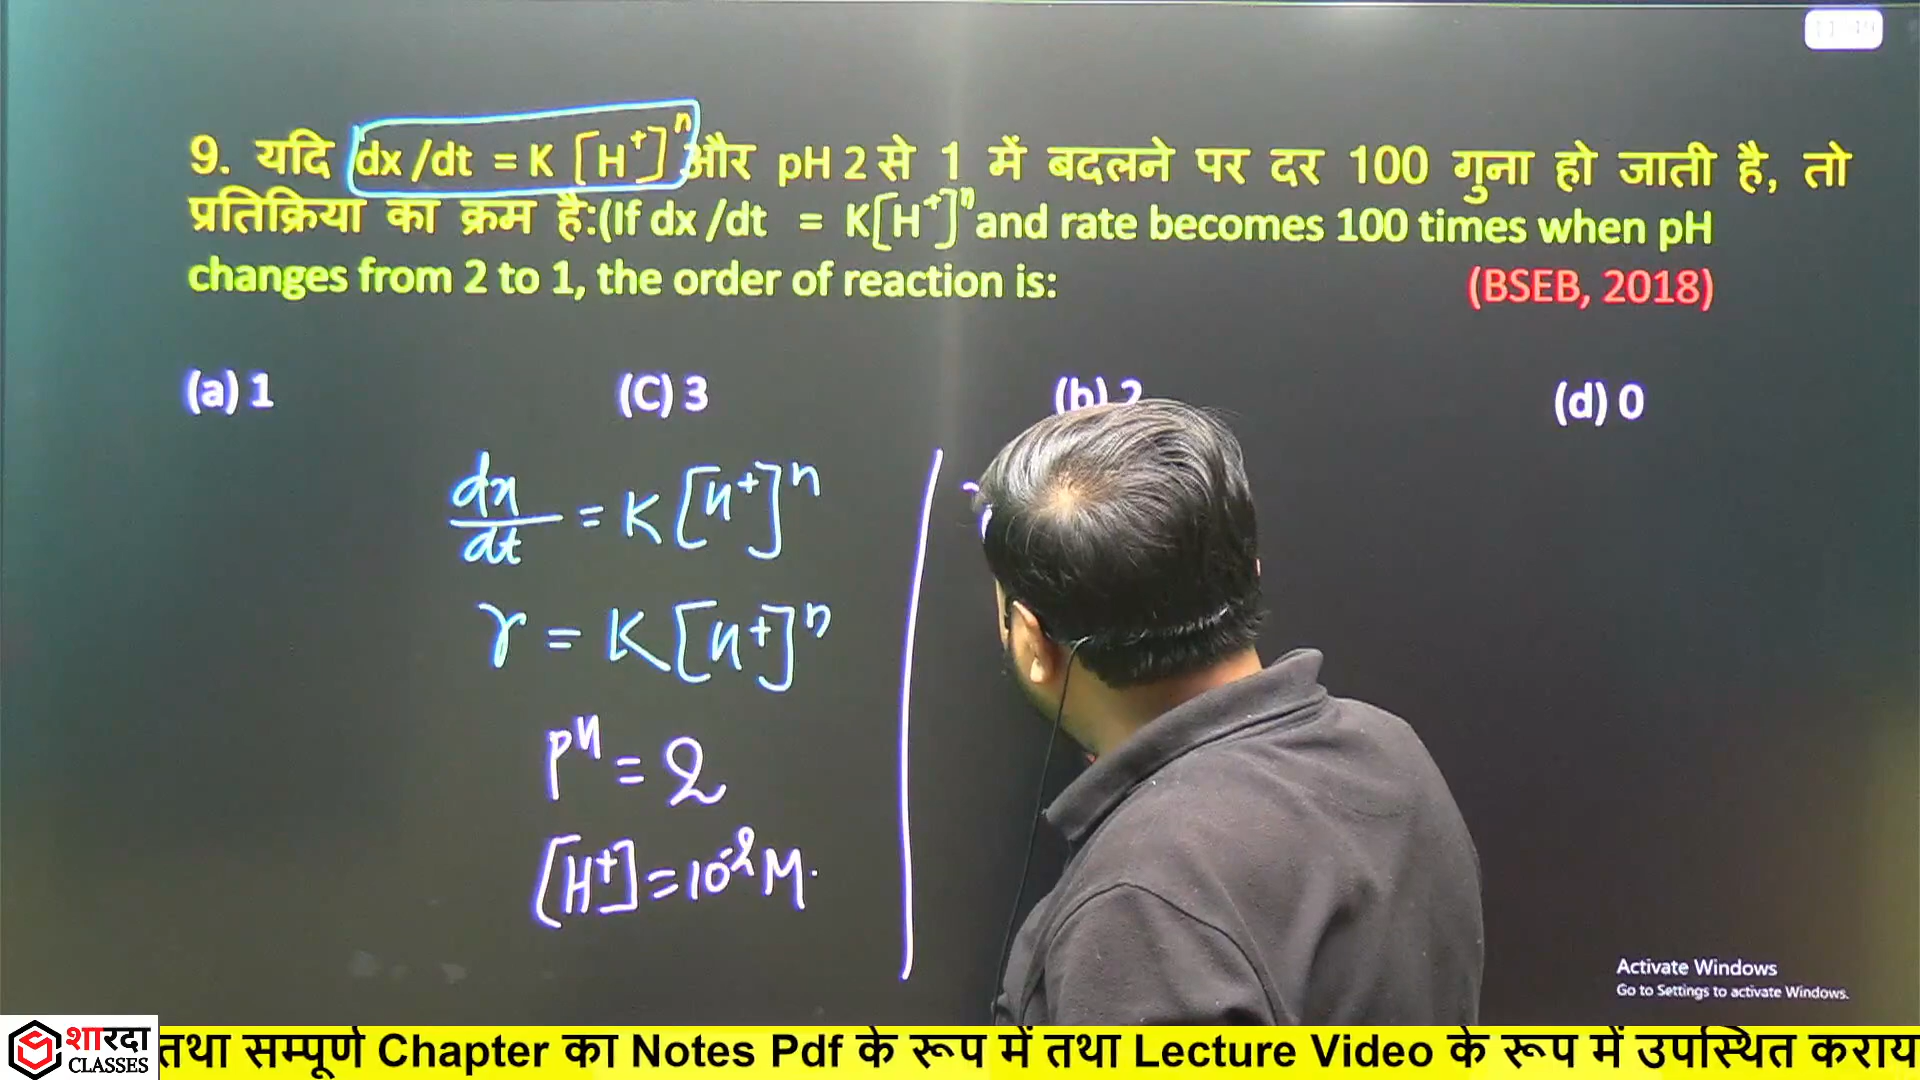 9. यदि dx /dt = K [H⁺]ⁿ और pH 2 से 1 में बदलने पर दर 100 गुना हो जाती है, तो
प्रतिक्रिया का क्रम है:(If dx /dt = K[H⁺]ⁿ and rate becomes 100 times when pH
changes from 2 to 1, the order of reaction is: (BSEB, 2018)
(a) 1 (C) 3 (b) 2 (d) 0
dx/dt = K [H⁺]ⁿ
r = K [H⁺]ⁿ
pH = 2
[H⁺] = 10⁻² M.
Activate Windows
Go to Settings to activate Windows.
शारदा
CLASSES
तथा सम्पूर्ण Chapter का Notes Pdf के रूप में तथा Lecture Video के रूप में उपस्थित कराय